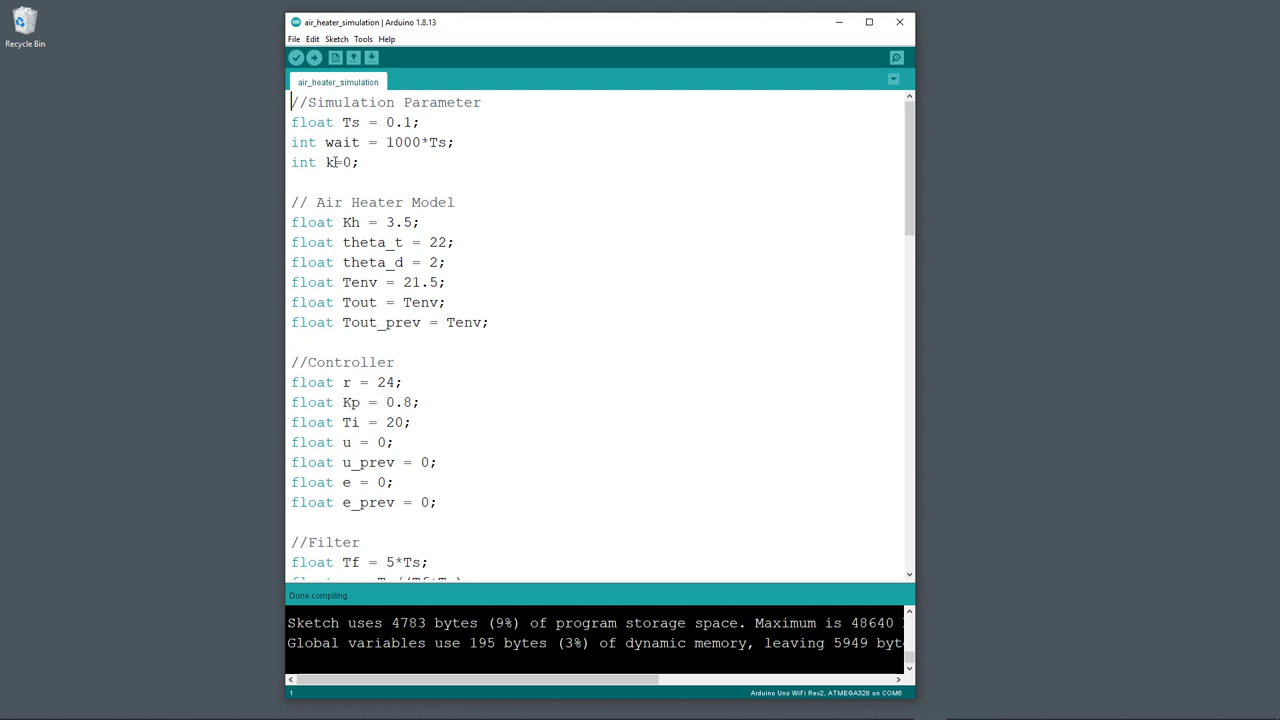 Recycle Bin
air_heater_simulation | Arduino 1.8.13
File Edit Sketch Tools Help
air_heater_simulation
//Simulation Parameter
float Ts = 0.1;
int wait = 1000*Ts;
int k=0;
// Air Heater Model
float Kh = 3.5;
float theta_t = 22;
float theta_d = 2;
float Tenv = 21.5;
float Tout = Tenv;
float Tout_prev = Tenv;
//Controller
float r = 24;
float Kp = 0.8;
float Ti = 20;
float u = 0;
float u_prev = 0;
float e = 0;
float e_prev = 0;
//Filter
float Tf = 5*Ts;
Done compiling.
Sketch uses 4783 bytes (9%) of program storage space. Maximum is 48640
Global variables use 195 bytes (3%) of dynamic memory, leaving 5949
1
Arduino Uno WiFi Rev2, ATMEGA328 on COM6